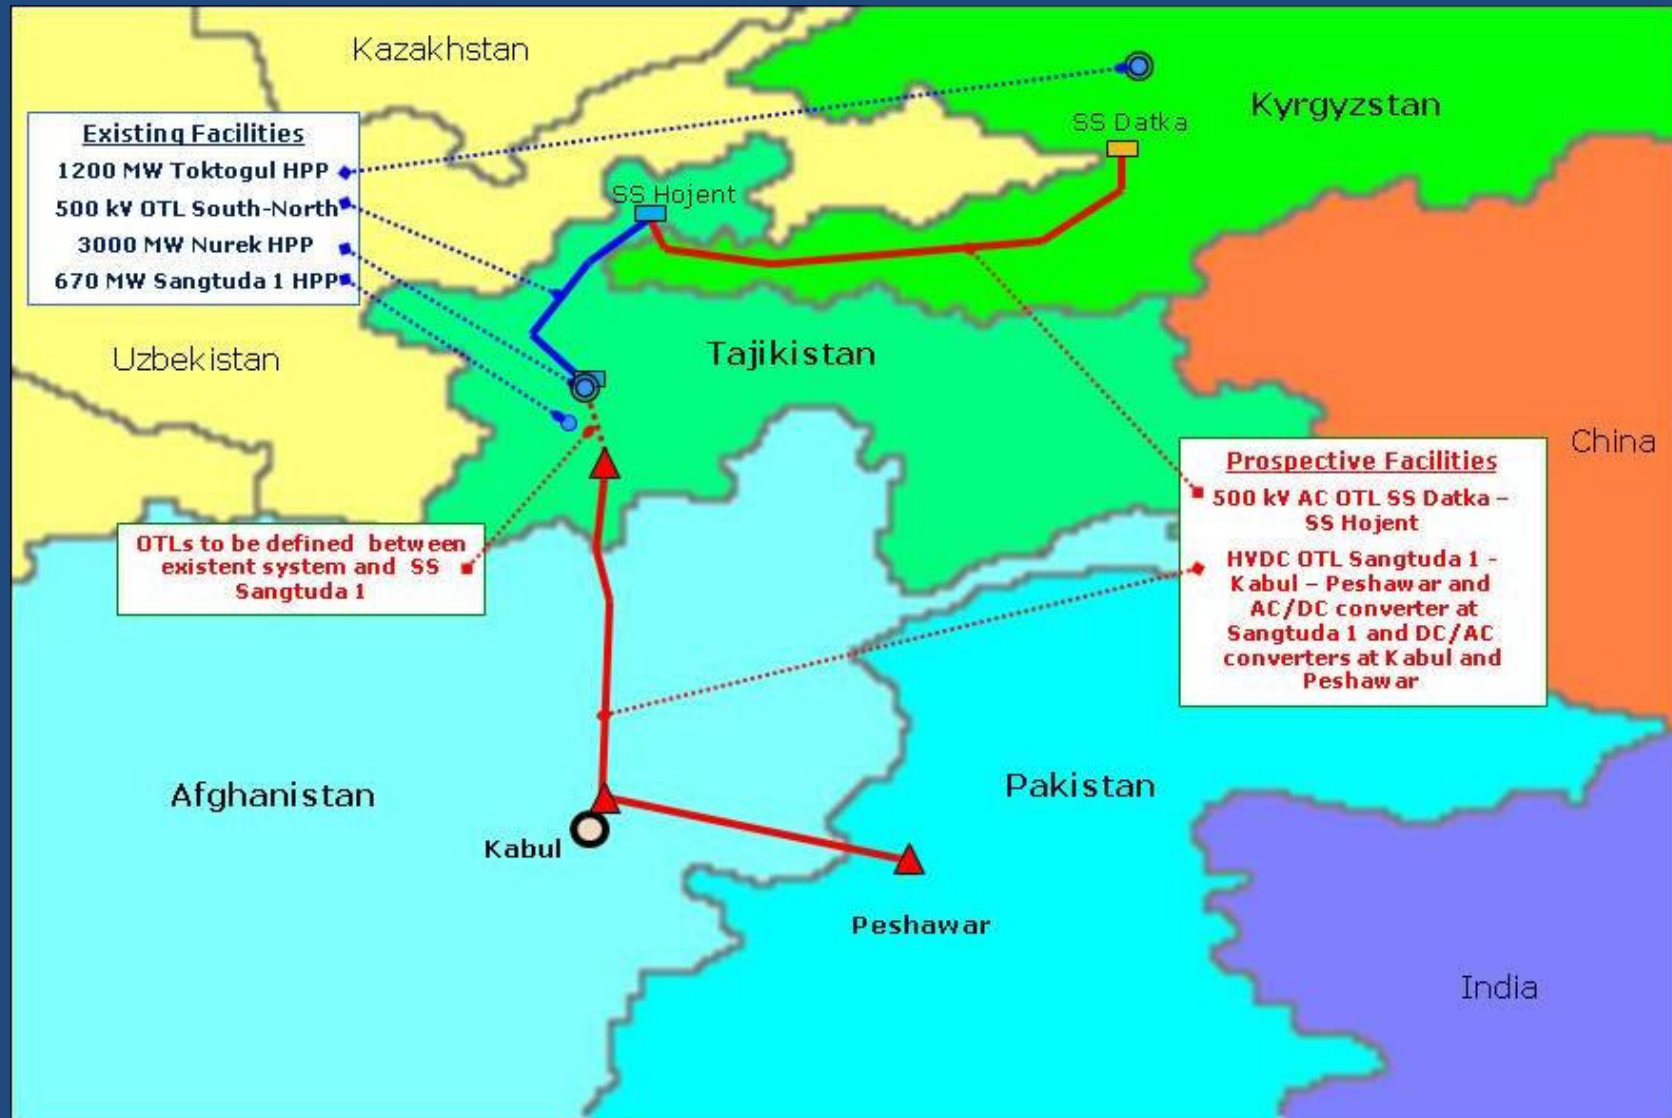 Kazakhstan
Kyrgyzstan
Existing Facilities
1200 MW Toktogul HPP
500 kV OTL South-North
3000 MW Nurek HPP
670 MW Sangtuda 1 HPP
SS Datka
SS Hojent
Uzbekistan
Tajikistan
China
Prospective Facilities
500 kV AC OTL SS Datka –
SS Hojent
HVDC OTL Sangtuda 1 -
Kabul – Peshawar and
AC/DC converter at
Sangtuda 1 and DC/AC
converters at Kabul and
Peshawar
OTLs to be defined between
existent system and SS
Sangtuda 1
Afghanistan
Pakistan
Kabul
Peshawar
India